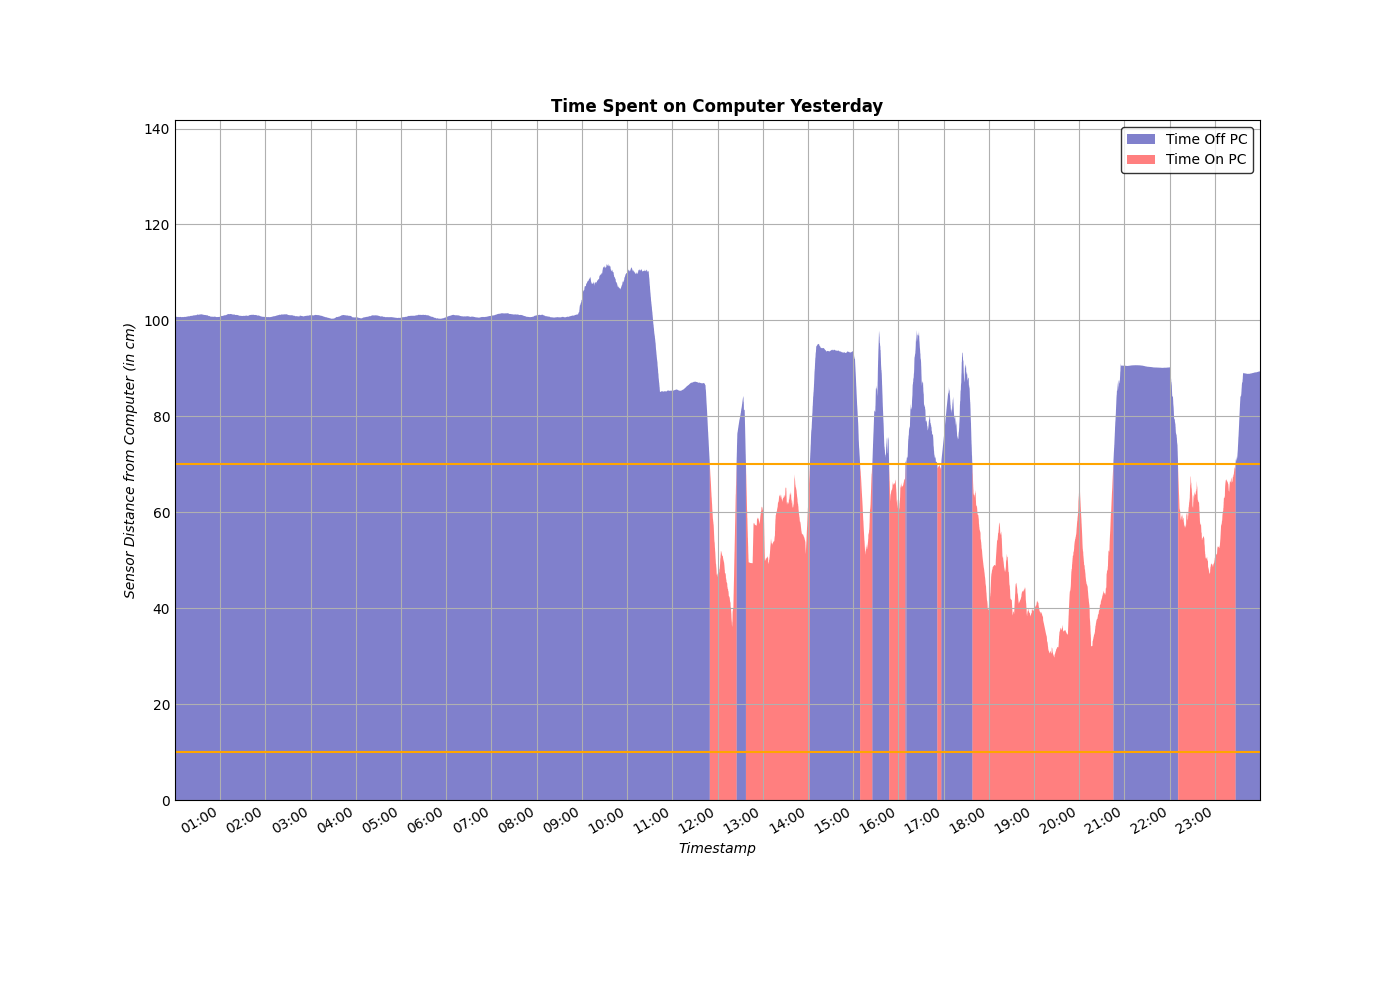 Time Spent on Computer Yesterday
Time Off PC
Time On PC
Sensor Distance from Computer (in cm)
140
120
100
80
60
40
20
0
01:00 02:00 03:00 04:00 05:00 06:00 07:00 08:00 09:00 10:00 11:00 12:00 13:00 14:00 15:00 16:00 17:00 18:00 19:00 20:00 21:00 22:00 23:00
Timestamp